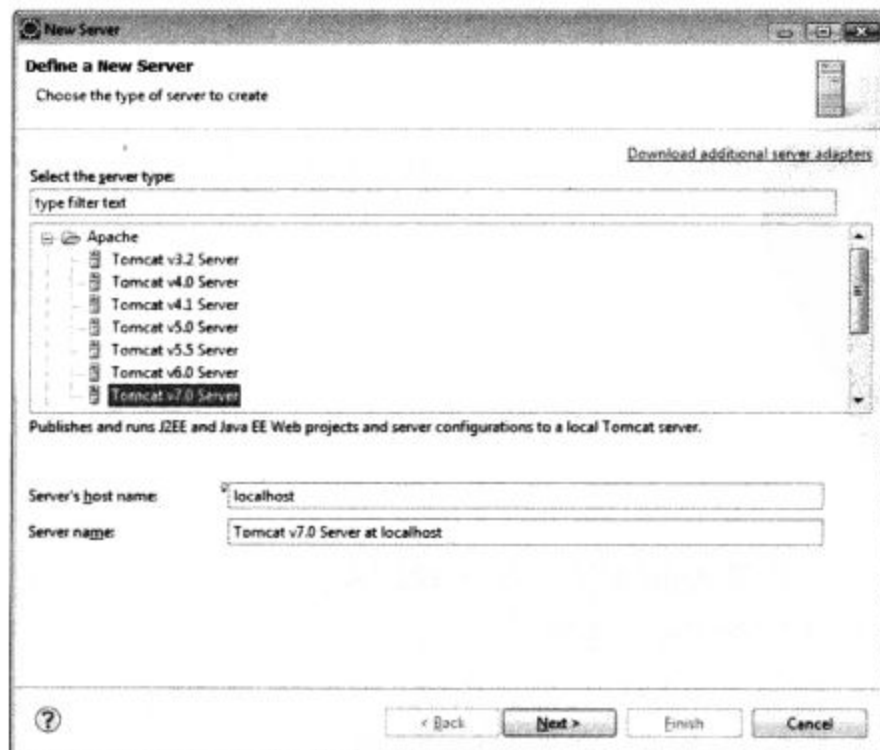 New Server
Define a New Server
Choose the type of server to create
Download additional server adapters
Select the server type:
type filter text
Apache
Tomcat v3.2 Server
Tomcat v4.0 Server
Tomcat v4.1 Server
Tomcat v5.0 Server
Tomcat v5.5 Server
Tomcat v6.0 Server
Tomcat v7.0 Server
Publishes and runs J2EE and Java EE Web projects and server configurations to a local Tomcat server.
Server's host name: localhost
Server name: Tomcat v7.0 Server at localhost
? < Back Next > Finish Cancel